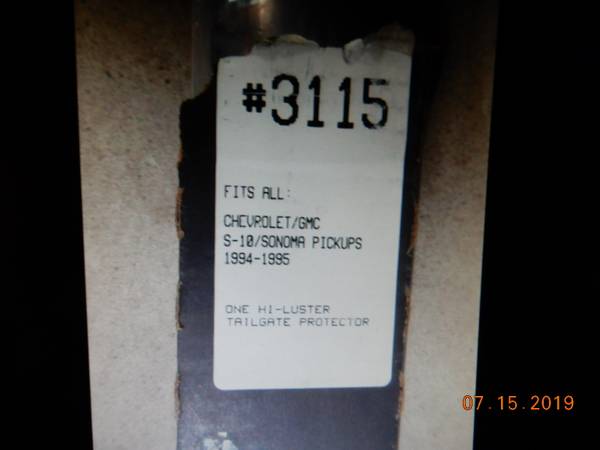 #3115
FITS ALL:
CHEVROLET/GMC
S-10/SONOMA PICKUPS
1994-1995
ONE HI-LUSTER
TAILGATE PROTECTOR
07.15.2019